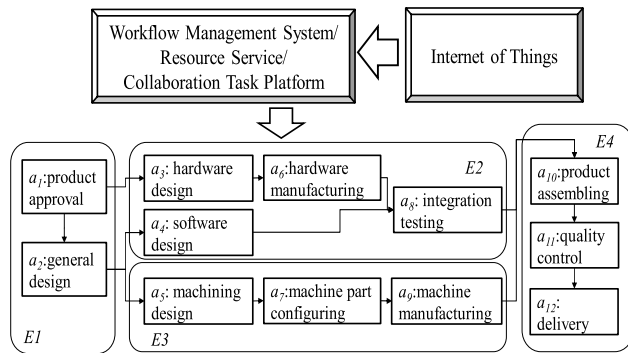 Workflow Management System/
Resource Service/
Collaboration Task Platform
Internet of Things
a1:product
approval
a2:general
design
E1
a3: hardware
design
a6:hardware
manufacturing
E2
a4: software
design
a8: integration
testing
a5: machining
design
a7:machine part
configuring
a9:machine
manufacturing
E3
E4
a10:product
assembling
a11:quality
control
a12:
delivery